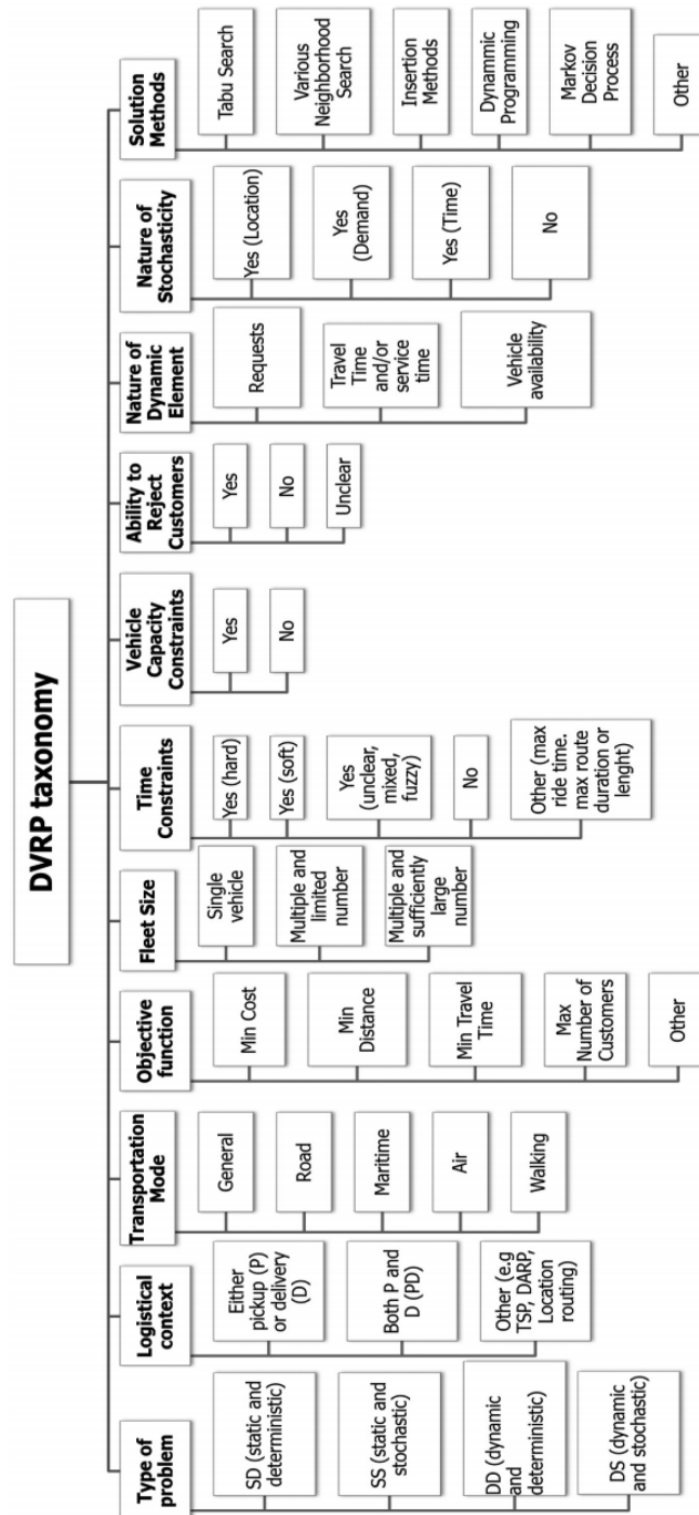 DVRP taxonomy
Type of
problem
SD (static and
deterministic)
SS (static and
stochastic)
DD (dynamic
and
deterministic)
DS (dynamic
and stochastic)
Logistical
context
Either
pickup (P)
or delivery
(D)
Both P and
D (PD)
Other (e.g
TSP, DARP,
Location
routing)
Transportation
Mode
General
Road
Maritime
Air
Walking
Objective
function
Min Cost
Min
Distance
Min Travel
Time
Max
Number of
Customers
Other
Fleet Size
Single
vehicle
Multiple and
limited
number
Multiple and
sufficiently
large
number
Time
Constraints
Yes (hard)
Yes (soft)
Yes
(unclear,
mixed,
fuzzy)
No
Other (max
ride time.
max route
duration or
lenght)
Vehicle
Capacity
Constraints
Yes
No
Ability to
Reject
Customers
Yes
No
Unclear
Nature of
Dynamic
Element
Requests
Travel
Time
and/or
service
time
Vehicle
availability
Nature of
Stochasticity
Yes (Location)
Yes
(Demand)
Yes (Time)
No
Solution
Methods
Tabu Search
Various
Neighborhood
Search
Insertion
Methods
Dynammic
Programming
Markov
Decision
Process
Other